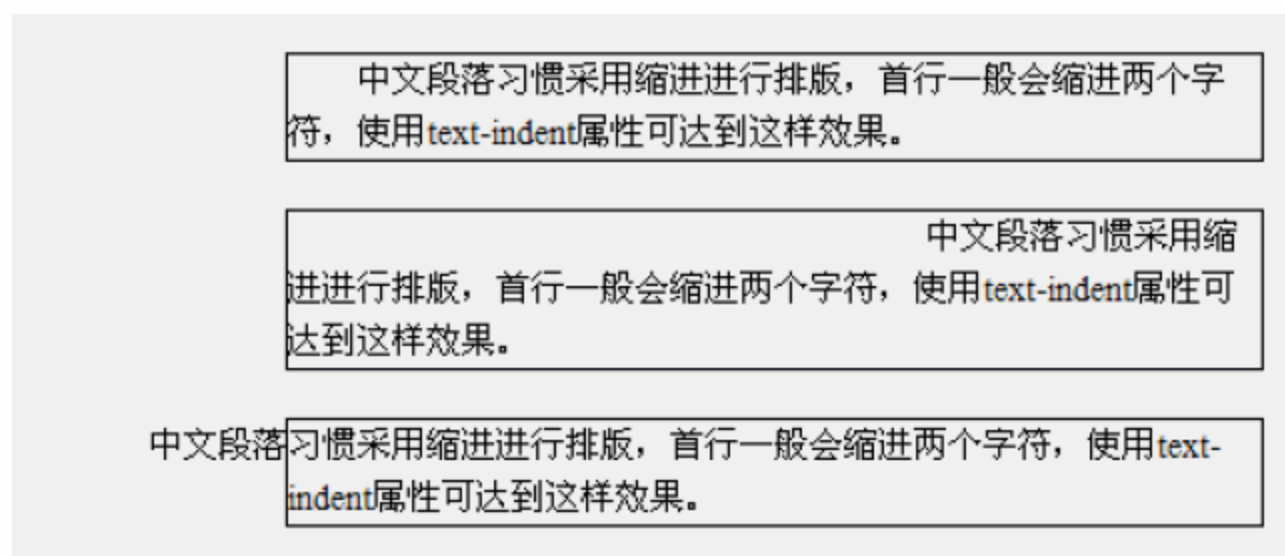 中文段落习惯采用缩进进行排版，首行一般会缩进两个字
符，使用text-indent属性可达到这样效果。
中文段落习惯采用缩
进进行排版，首行一般会缩进两个字符，使用text-indent属性可
达到这样效果。
中文段落习惯采用缩进进行排版，首行一般会缩进两个字符，使用text-
indent属性可达到这样效果。